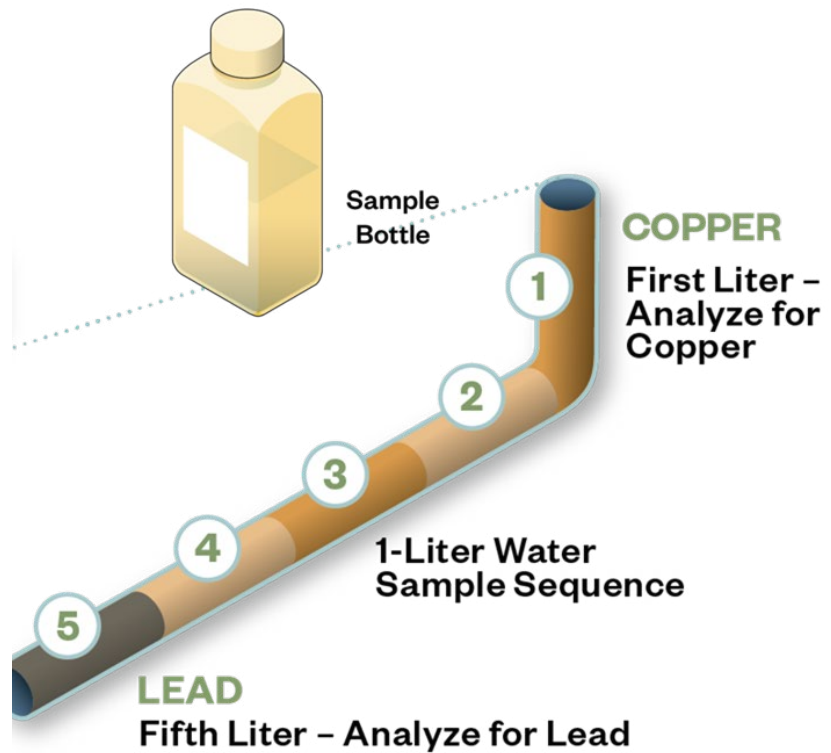 Sample
Bottle
COPPER
First Liter –
Analyze for
Copper
1
2
3
4
5
1-Liter Water
Sample Sequence
LEAD
Fifth Liter – Analyze for Lead